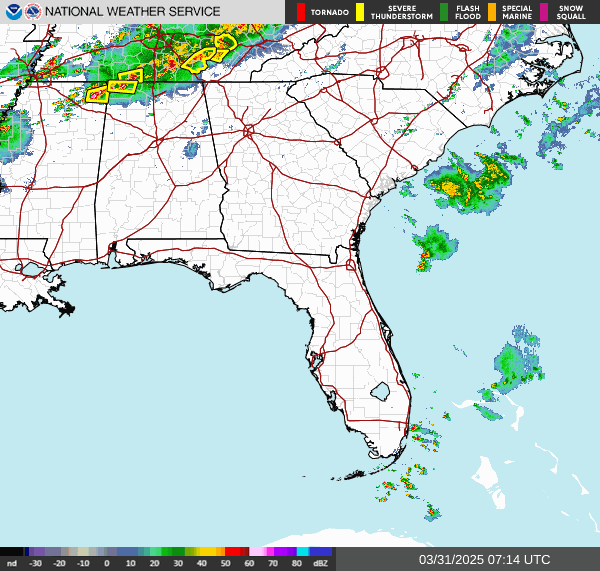 NATIONAL WEATHER SERVICE
TORNADO
SEVERE
THUNDERSTORM
FLASH
FLOOD
SPECIAL
MARINE
SNOW
SQUALL
nd -30 -20 -10 0 10 20 30 40 50 60 70 80 dBZ
03/31/2025 07:14 UTC